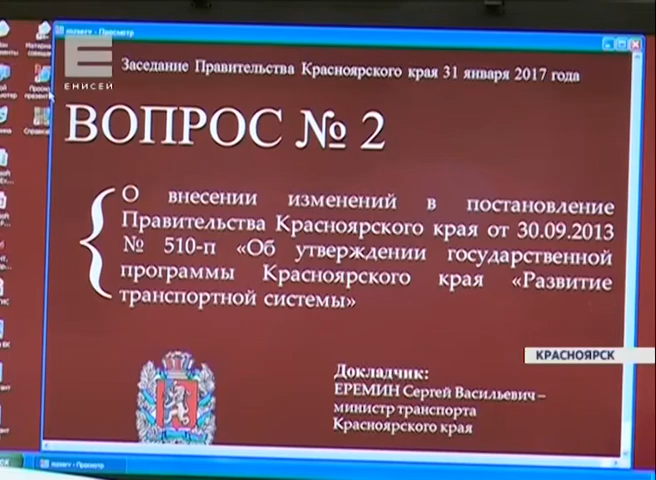 Просмотр
Е
ЕНИСЕЙ
Заседание Правительства Красноярского края 31 января 2017 года
ВОПРОС № 2
О внесении изменений в постановление
Правительства Красноярского края от 30.09.2013
№ 510-п «Об утверждении государственной
программы Красноярского края «Развитие
транспортной системы»
КРАСНОЯРСК
Докладчик:
ЕРЕМИН Сергей Васильевич –
министр транспорта
Красноярского края
Просмотр